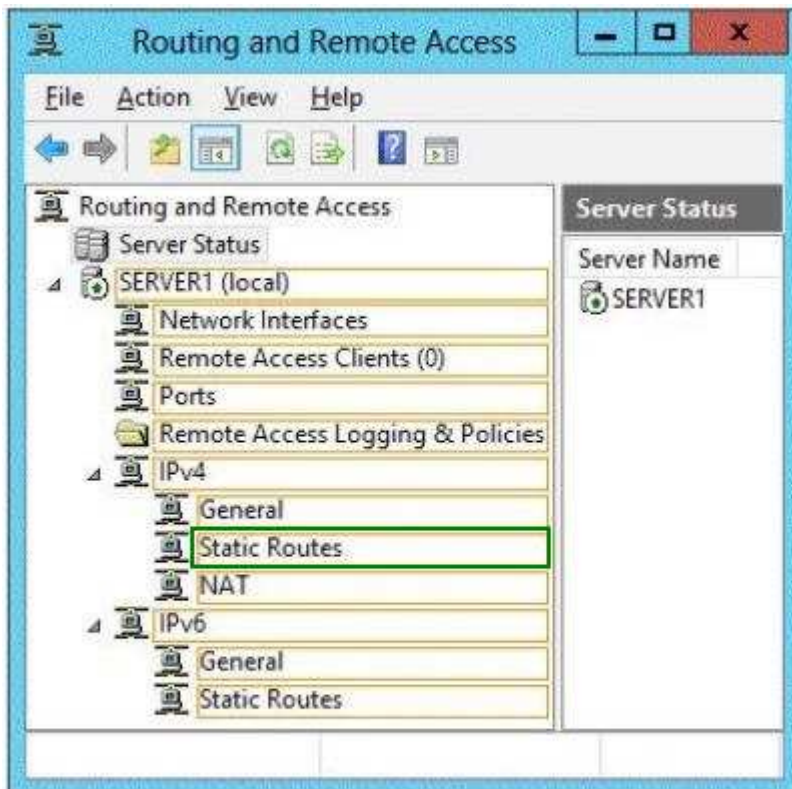 Routing and Remote Access
File Action View Help
Routing and Remote Access
Server Status
SERVER1 (local)
Network Interfaces
Remote Access Clients (0)
Ports
Remote Access Logging & Policies
IPv4
General
Static Routes
NAT
IPv6
General
Static Routes
Server Status
Server Name
SERVER1